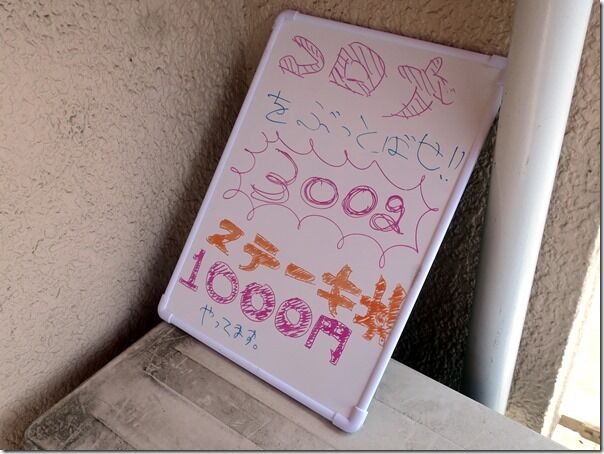 コロナ
をぶっとばせ!!
300g
ステーキ丼
1000円
やってます。